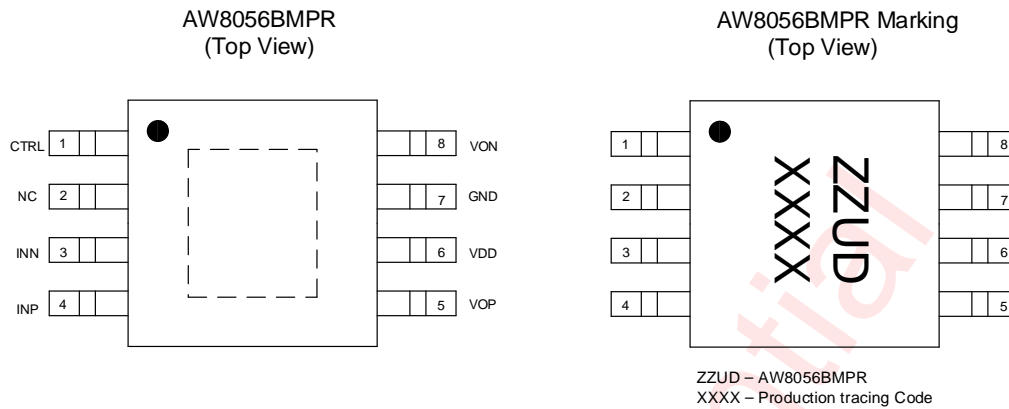 AW8056BMPR
(Top View)
CTRL 1
NC 2
INN 3
INP 4
8 VON
7 GND
6 VDD
5 VOP
AW8056BMPR Marking
(Top View)
1
2
3
4
8
7
6
5
ZZUD
XXXX
ZZUD – AW8056BMPR
XXXX – Production tracing Code